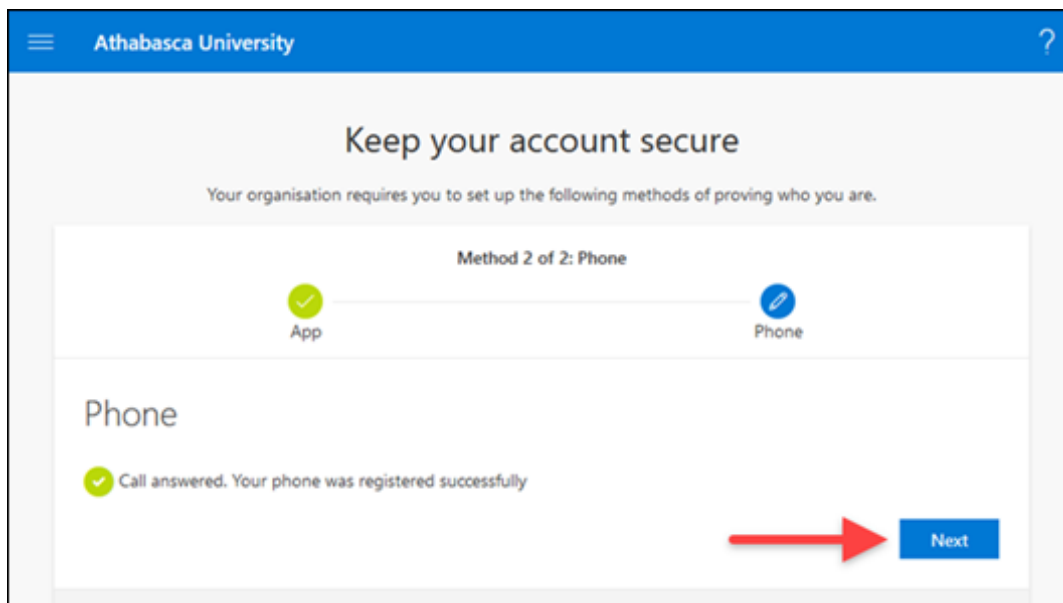 Athabasca University
?
Keep your account secure
Your organisation requires you to set up the following methods of proving who you are.
Method 2 of 2: Phone
App
Phone
Phone
Call answered. Your phone was registered successfully
Next